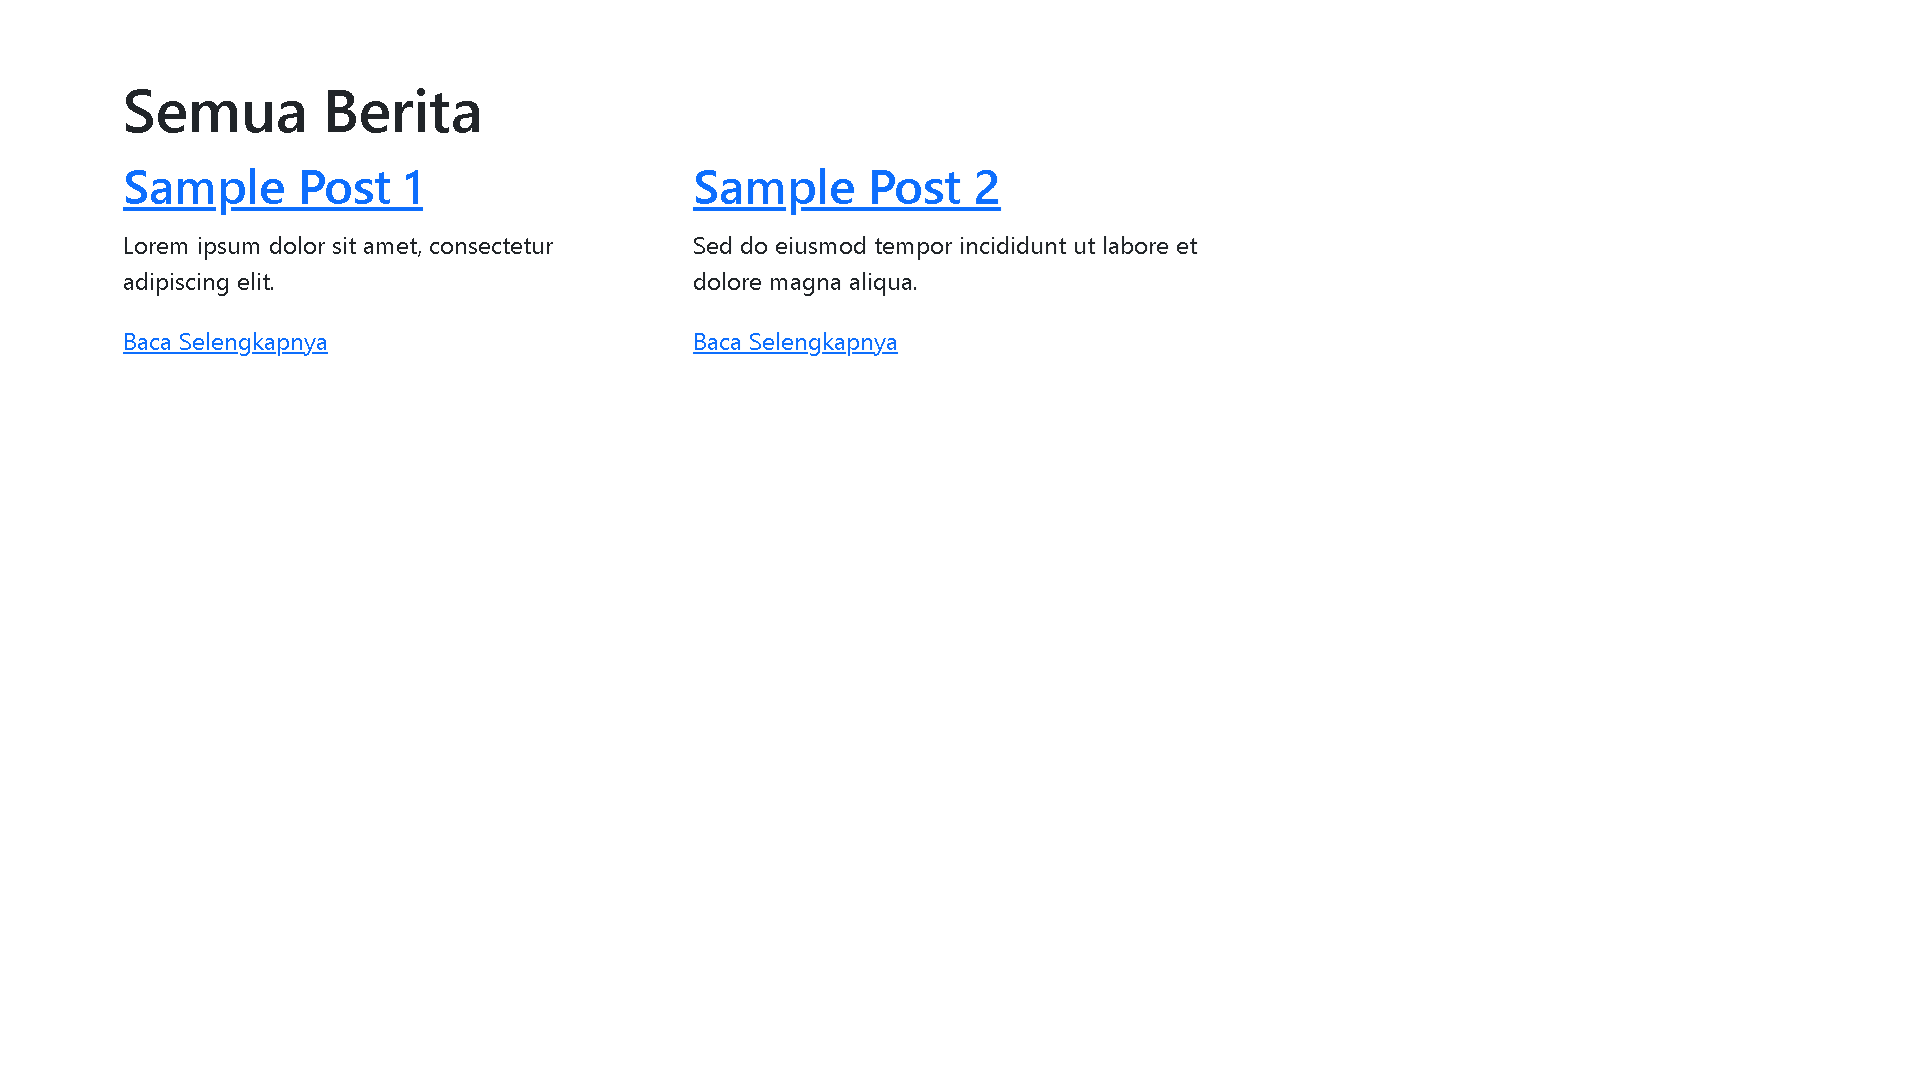 Semua Berita
Sample Post 1
Lorem ipsum dolor sit amet, consectetur
adipiscing elit.
Baca Selengkapnya
Sample Post 2
Sed do eiusmod tempor incididunt ut labore et
dolore magna aliqua.
Baca Selengkapnya